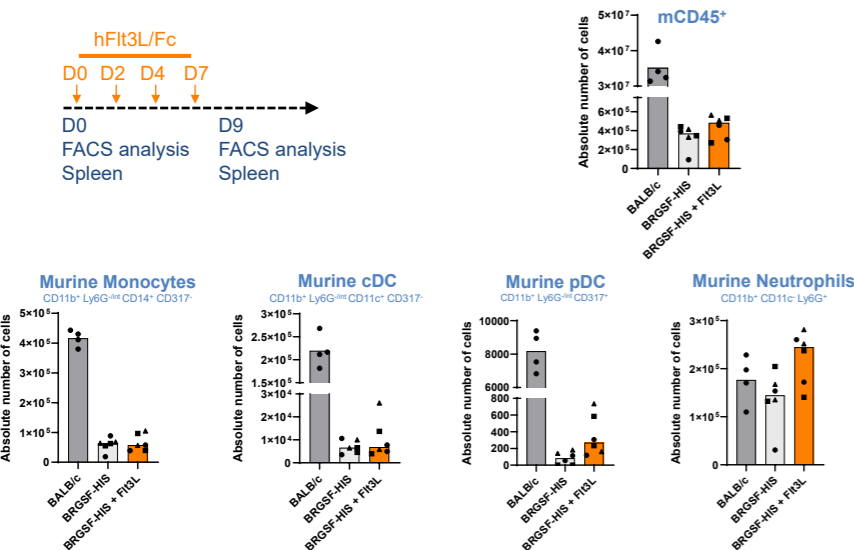 hFlt3L/Fc
D0 D2 D4 D7
D0
FACS analysis
Spleen
D9
FACS analysis
Spleen
mCD45⁺
Absolute number of cells
5×10⁷
4×10⁷
3×10⁷
6×10⁵
4×10⁵
2×10⁵
0
BALB/c
BRGSF-HIS
BRGSF-HIS + Flt3L
Murine Monocytes
CD11b⁺ Ly6G⁻/ⁱⁿᵗ CD14⁺ CD317⁻
Absolute number of cells
5×10⁵
4×10⁵
3×10⁵
2×10⁵
1×10⁵
0
BALB/c
BRGSF-HIS
BRGSF-HIS + Flt3L
Murine cDC
CD11b⁺ Ly6G⁻/ⁱⁿᵗ CD11c⁺ CD317⁻
Absolute number of cells
3×10⁵
2×10⁵
1.5×10⁵
3×10⁴
2×10⁴
1×10⁴
0
BALB/c
BRGSF-HIS
BRGSF-HIS + Flt3L
Murine pDC
CD11b⁺ Ly6G⁻/ⁱⁿᵗ CD317⁺
Absolute number of cells
10000
8000
6000
800
600
400
200
0
BALB/c
BRGSF-HIS
BRGSF-HIS + Flt3L
Murine Neutrophils
CD11b⁺ CD11c⁻ Ly6G⁺
Absolute number of cells
3×10⁵
2×10⁵
1×10⁵
0
BALB/c
BRGSF-HIS
BRGSF-HIS + Flt3L